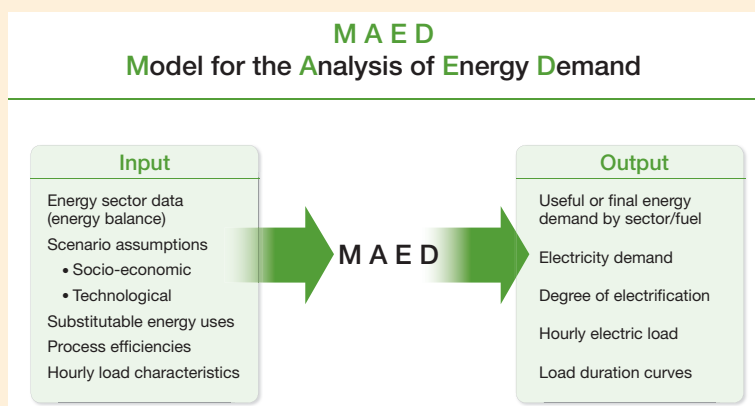 MAED
Model for the Analysis of Energy Demand
Input
Energy sector data
(energy balance)
Scenario assumptions
• Socio-economic
• Technological
Substitutable energy uses
Process efficiencies
Hourly load characteristics
MAED
Output
Useful or final energy
demand by sector/fuel
Electricity demand
Degree of electrification
Hourly electric load
Load duration curves